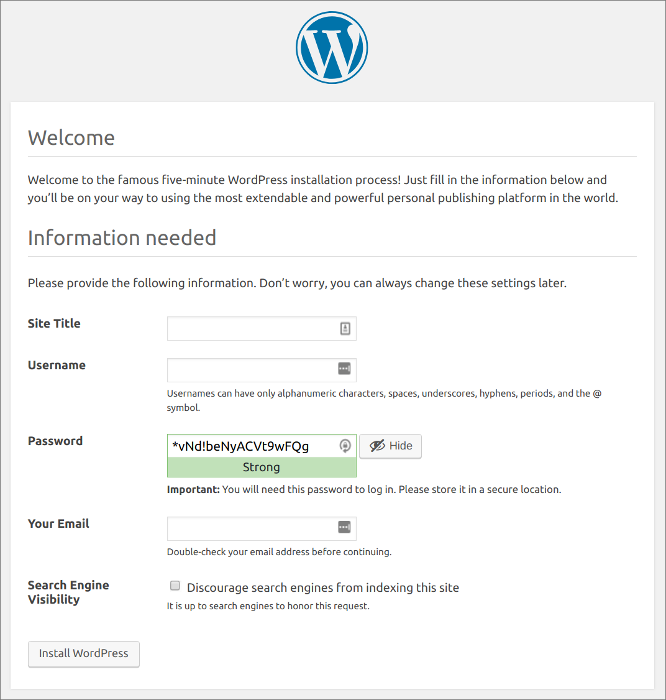 W
Welcome
Welcome to the famous five-minute WordPress installation process! Just fill in the information below and
you’ll be on your way to using the most extendable and powerful personal publishing platform in the world.
Information needed
Please provide the following information. Don’t worry, you can always change these settings later.
Site Title
Username
Usernames can have only alphanumeric characters, spaces, underscores, hyphens, periods, and the @
symbol.
Password
*vNd!beNyACVt9wFQg
Hide
Strong
Important: You will need this password to log in. Please store it in a secure location.
Your Email
Double-check your email address before continuing.
Search Engine
Visibility
Discourage search engines from indexing this site
It is up to search engines to honor this request.
Install WordPress